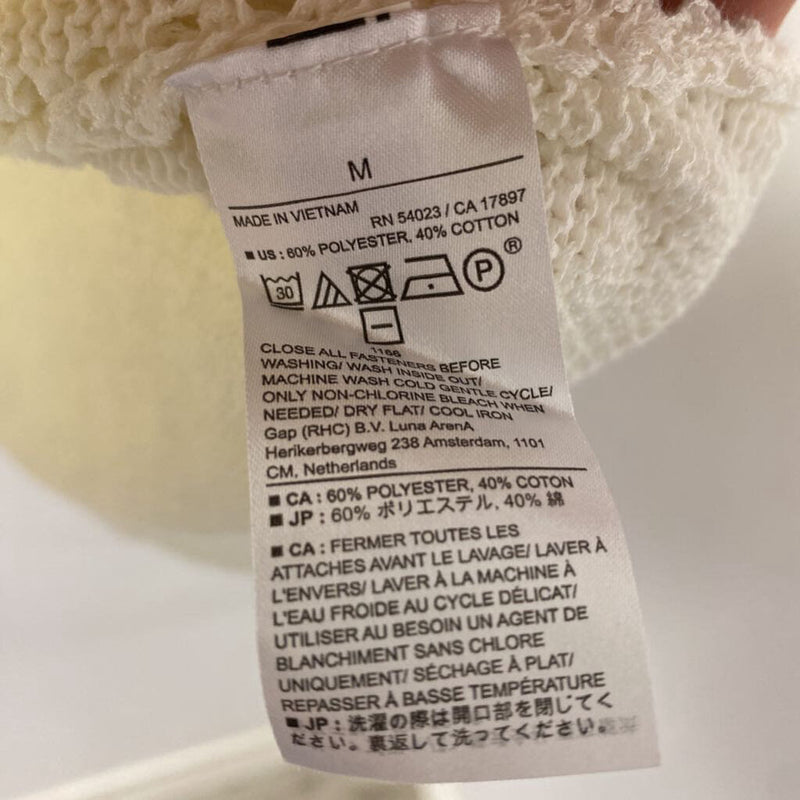 M
MADE IN VIETNAM RN 54023 / CA 17897
■ US : 60% POLYESTER, 40% COTTON
30 P ®
1166
CLOSE ALL FASTENERS BEFORE
WASHING/ WASH INSIDE OUT/
MACHINE WASH COLD GENTLE CYCLE/
ONLY NON-CHLORINE BLEACH WHEN
NEEDED/ DRY FLAT/ COOL IRON
Gap (RHC) B.V. Luna ArenA
Herikerbergweg 238 Amsterdam, 1101
CM, Netherlands
■ CA : 60% POLYESTER, 40% COTON
■ JP : 60% ポリエステル, 40% 綿
■ CA : FERMER TOUTES LES
ATTACHES AVANT LE LAVAGE/ LAVER À
L'ENVERS/ LAVER À LA MACHINE À
L'EAU FROIDE AU CYCLE DÉLICAT/
UTILISER AU BESOIN UN AGENT DE
BLANCHIMENT SANS CHLORE
UNIQUEMENT/ SÉCHAGE À PLAT/
REPASSER À BASSE TEMPÉRATURE
■ JP : 洗濯の際は開口部を閉じてく
ださい。裏返して洗ってください。